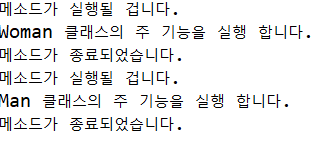 메소드가 실행될 겁니다.
Woman 클래스의 주 기능을 실행 합니다.
메소드가 종료되었습니다.
메소드가 실행될 겁니다.
Man 클래스의 주 기능을 실행 합니다.
메소드가 종료되었습니다.